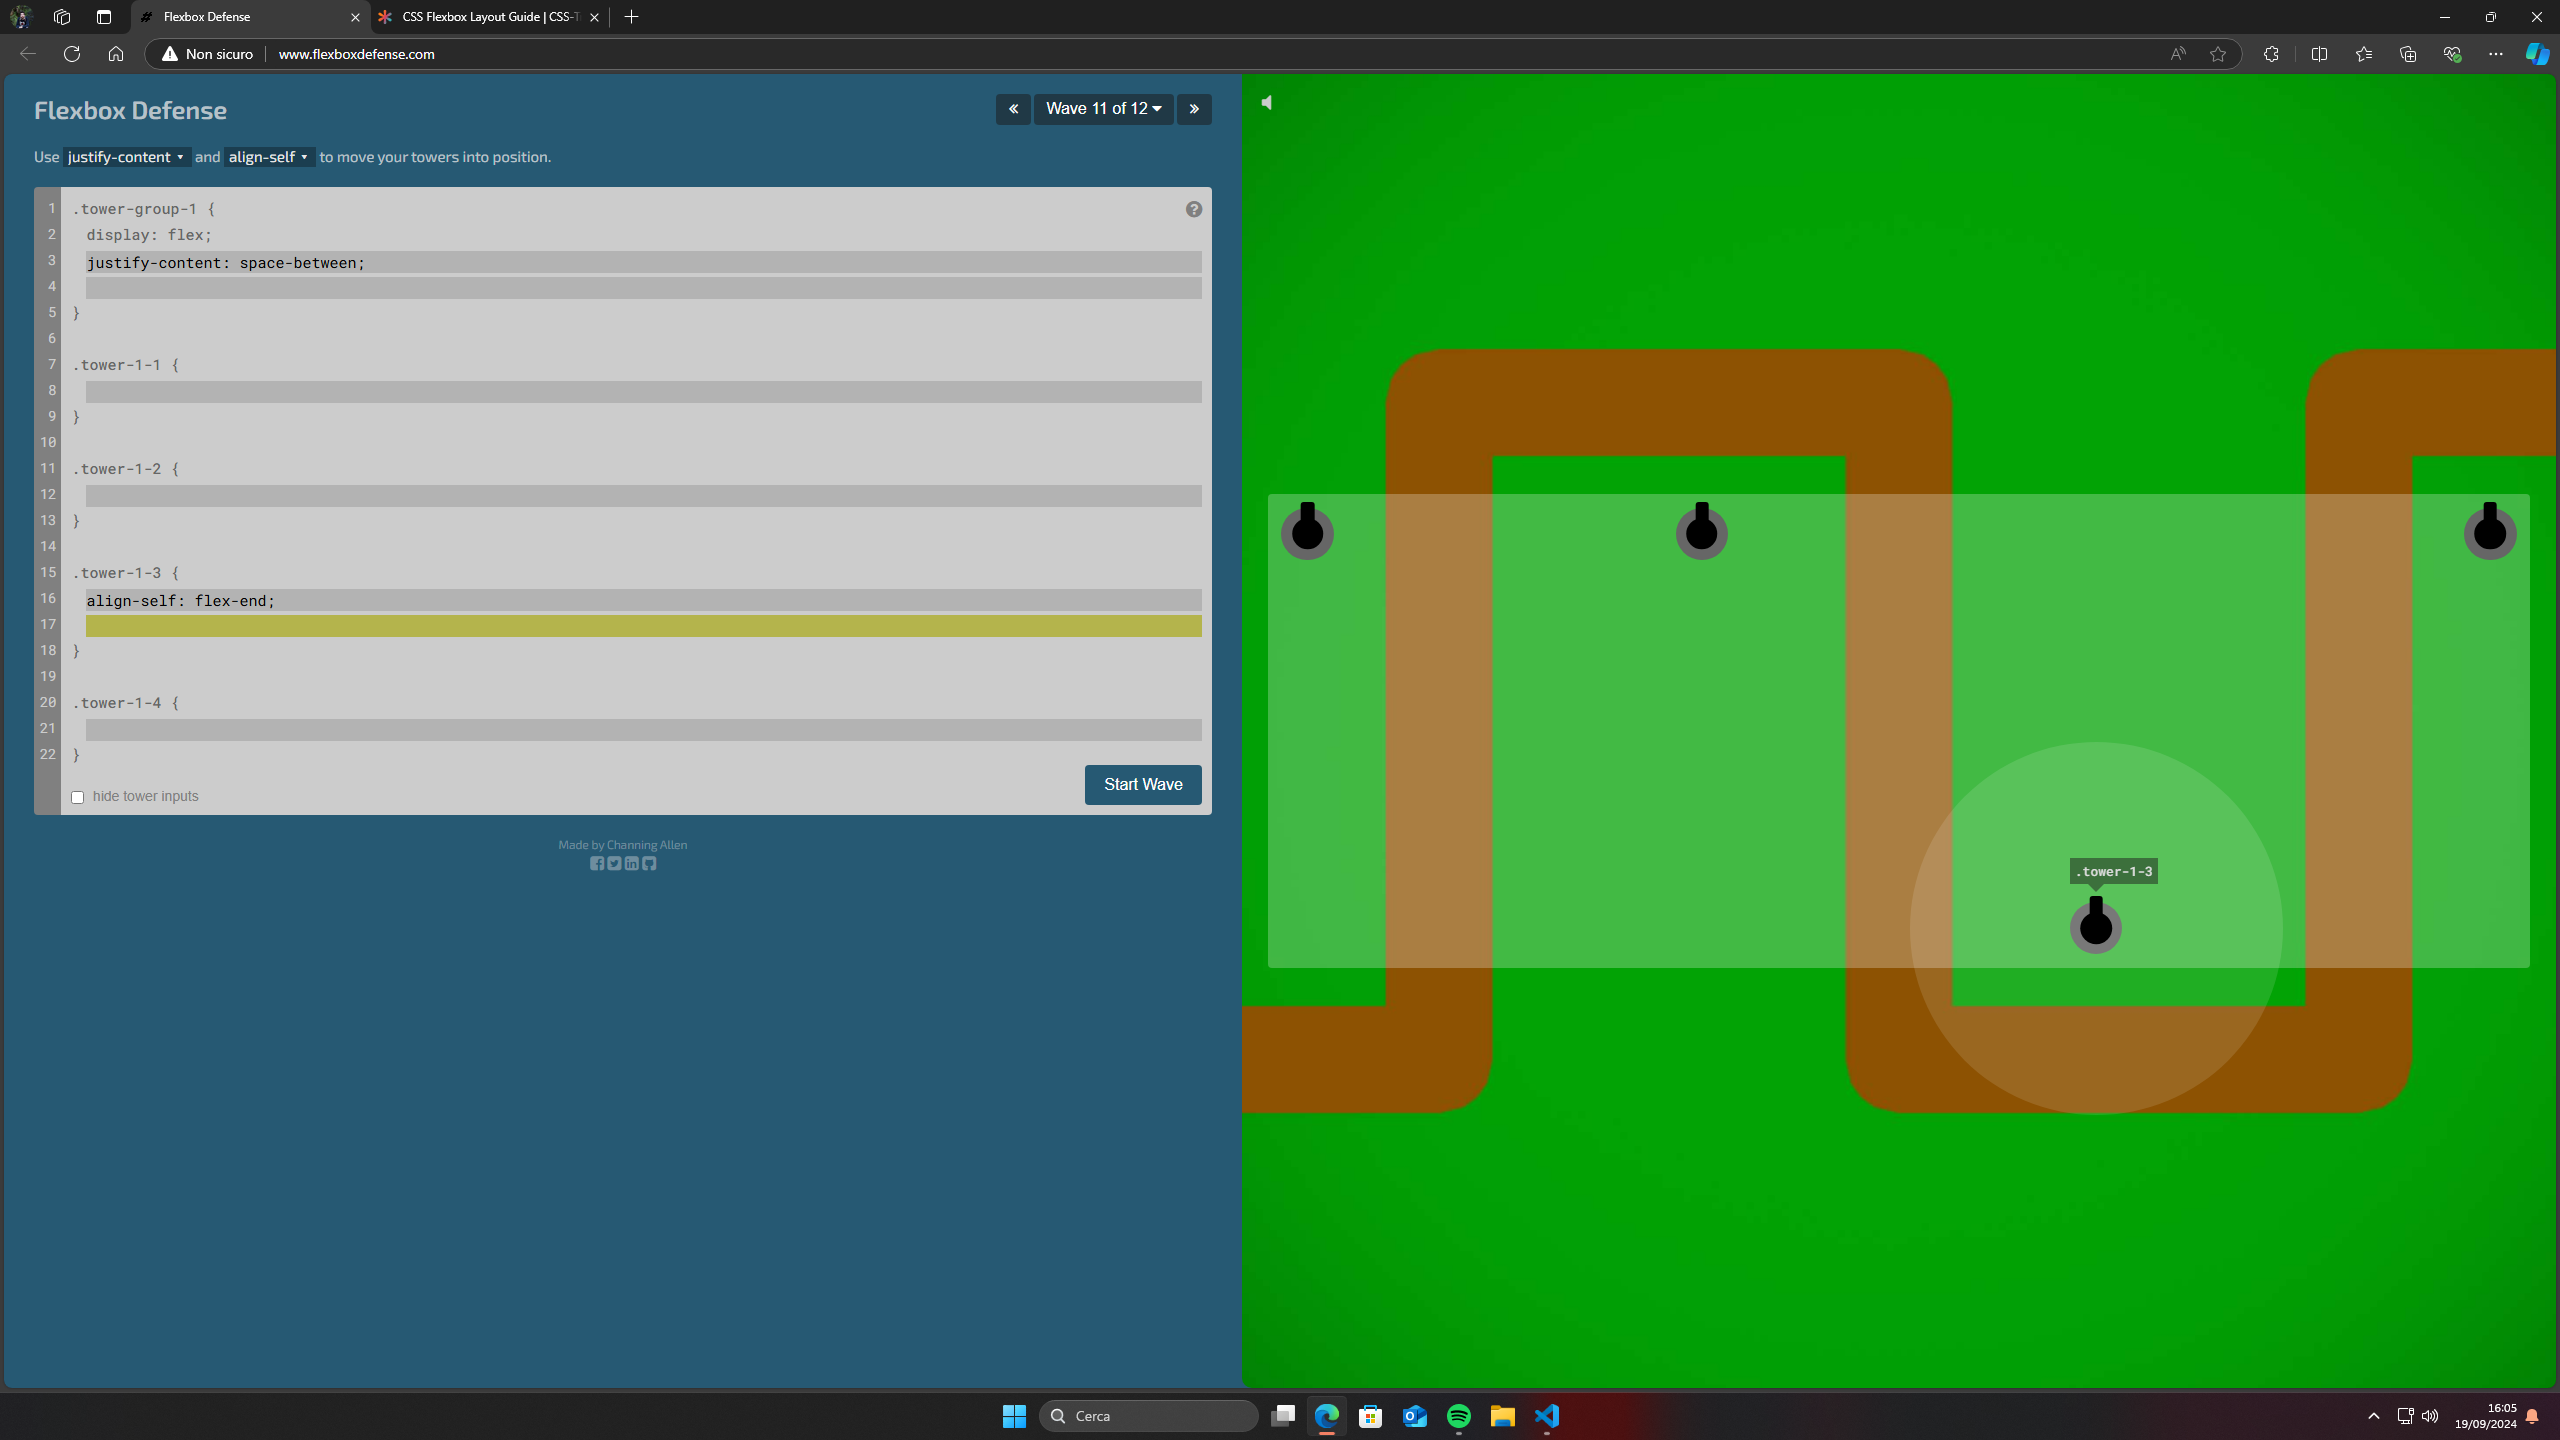 Flexbox Defense
CSS Flexbox Layout Guide | CSS-T
Non sicuro
www.flexboxdefense.com
Flexbox Defense
« Wave 11 of 12 »
Use justify-content and align-self to move your towers into position.
1 .tower-group-1 {
2 display: flex;
3 justify-content: space-between;
4
5 }
6
7 .tower-1-1 {
8
9 }
10
11 .tower-1-2 {
12
13 }
14
15 .tower-1-3 {
16 align-self: flex-end;
17
18 }
19
20 .tower-1-4 {
21
22 }
hide tower inputs
Start Wave
Made by Channing Allen
.tower-1-3
Cerca
16:05
19/09/2024